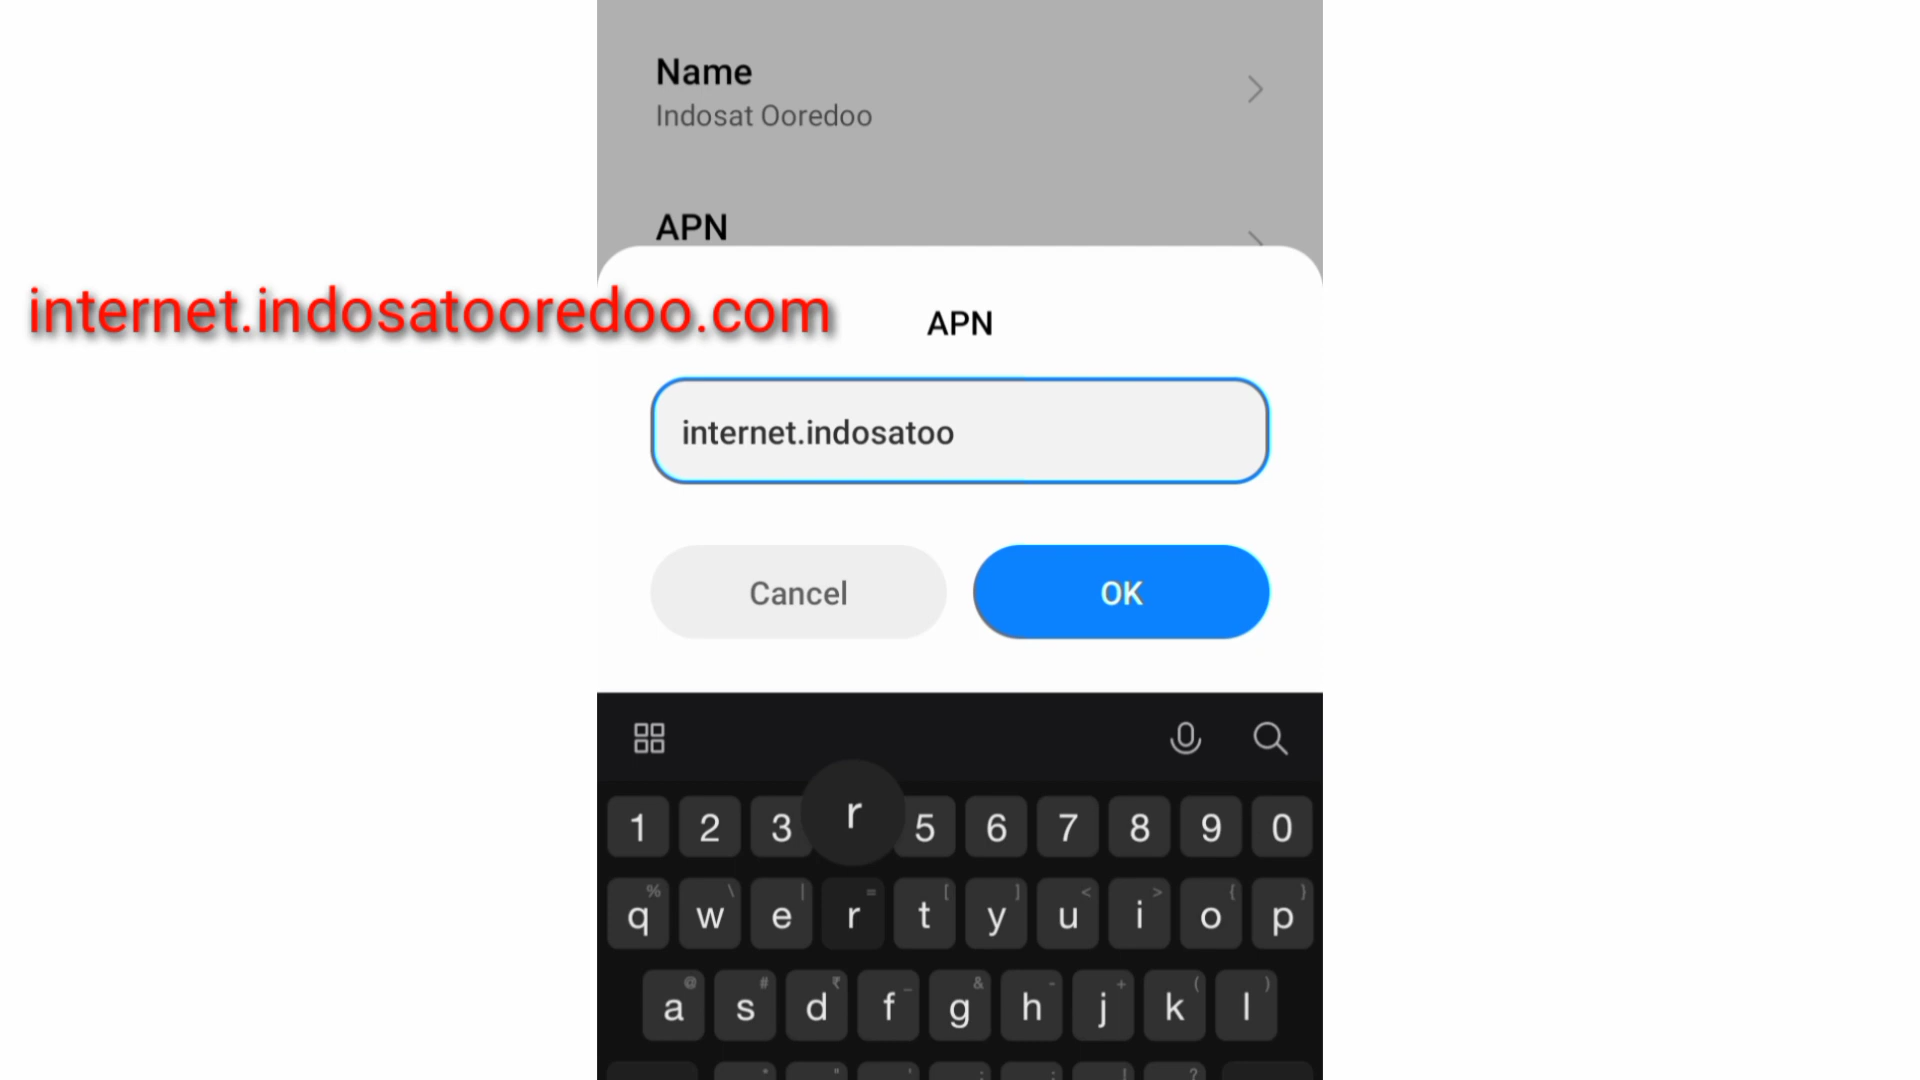 Name
Indosat Ooredoo
APN
internet.indosatooredoo.com
APN
internet.indosatoo
Cancel
OK
r
1 2 3 5 6 7 8 9 0
% \ | = [ ] < > { }
q w e r t y u i o p
@ # ₹ _ & - + ( )
a s d f g h j k l
* " ' : ; ! ?